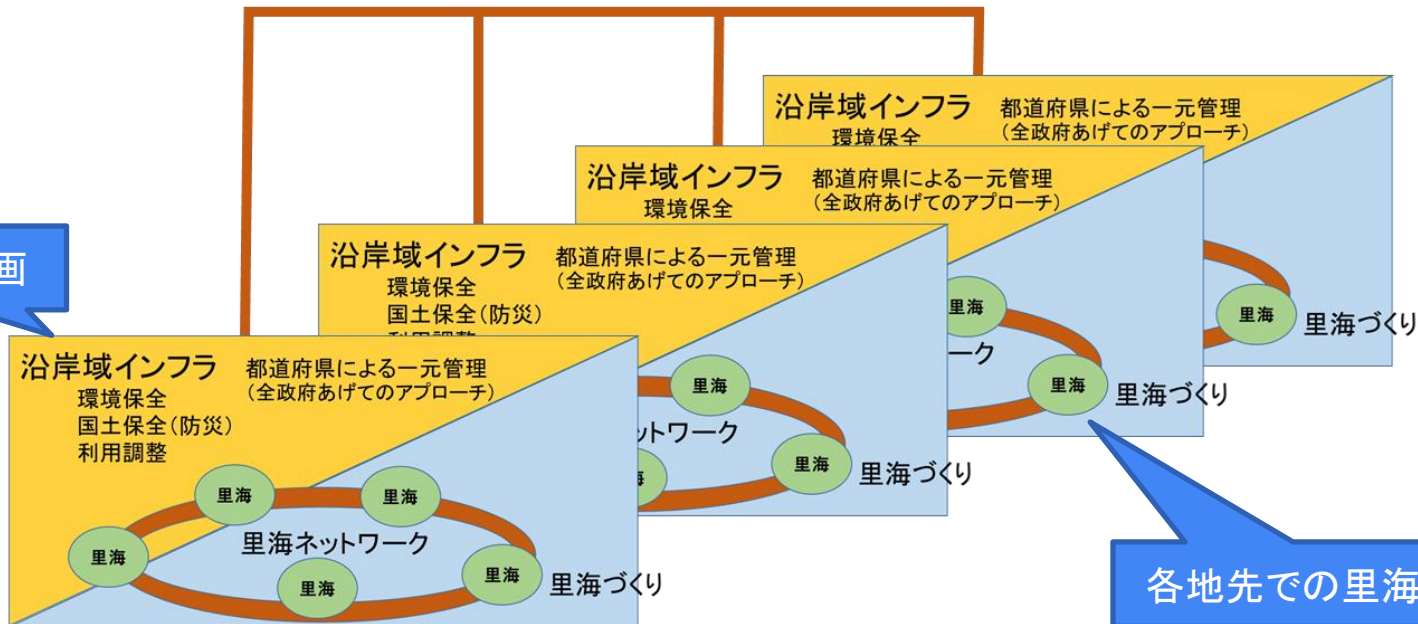 沿岸域インフラ 都道府県による一元管理
環境保全 (全政府あげてのアプローチ)
沿岸域インフラ 都道府県による一元管理
環境保全 (全政府あげてのアプローチ)
里海
里海づくり
沿岸域インフラ 都道府県による一元管理
環境保全 (全政府あげてのアプローチ)
国土保全(防災)
里海
ーク
里海
里海づくり
画
沿岸域インフラ 都道府県による一元管理
環境保全 (全政府あげてのアプローチ)
国土保全(防災)
利用調整
里海
ットワーク
里海
里海づくり
里海
里海
里海
里海ネットワーク
里海
里海
里海づくり
各地先での里海